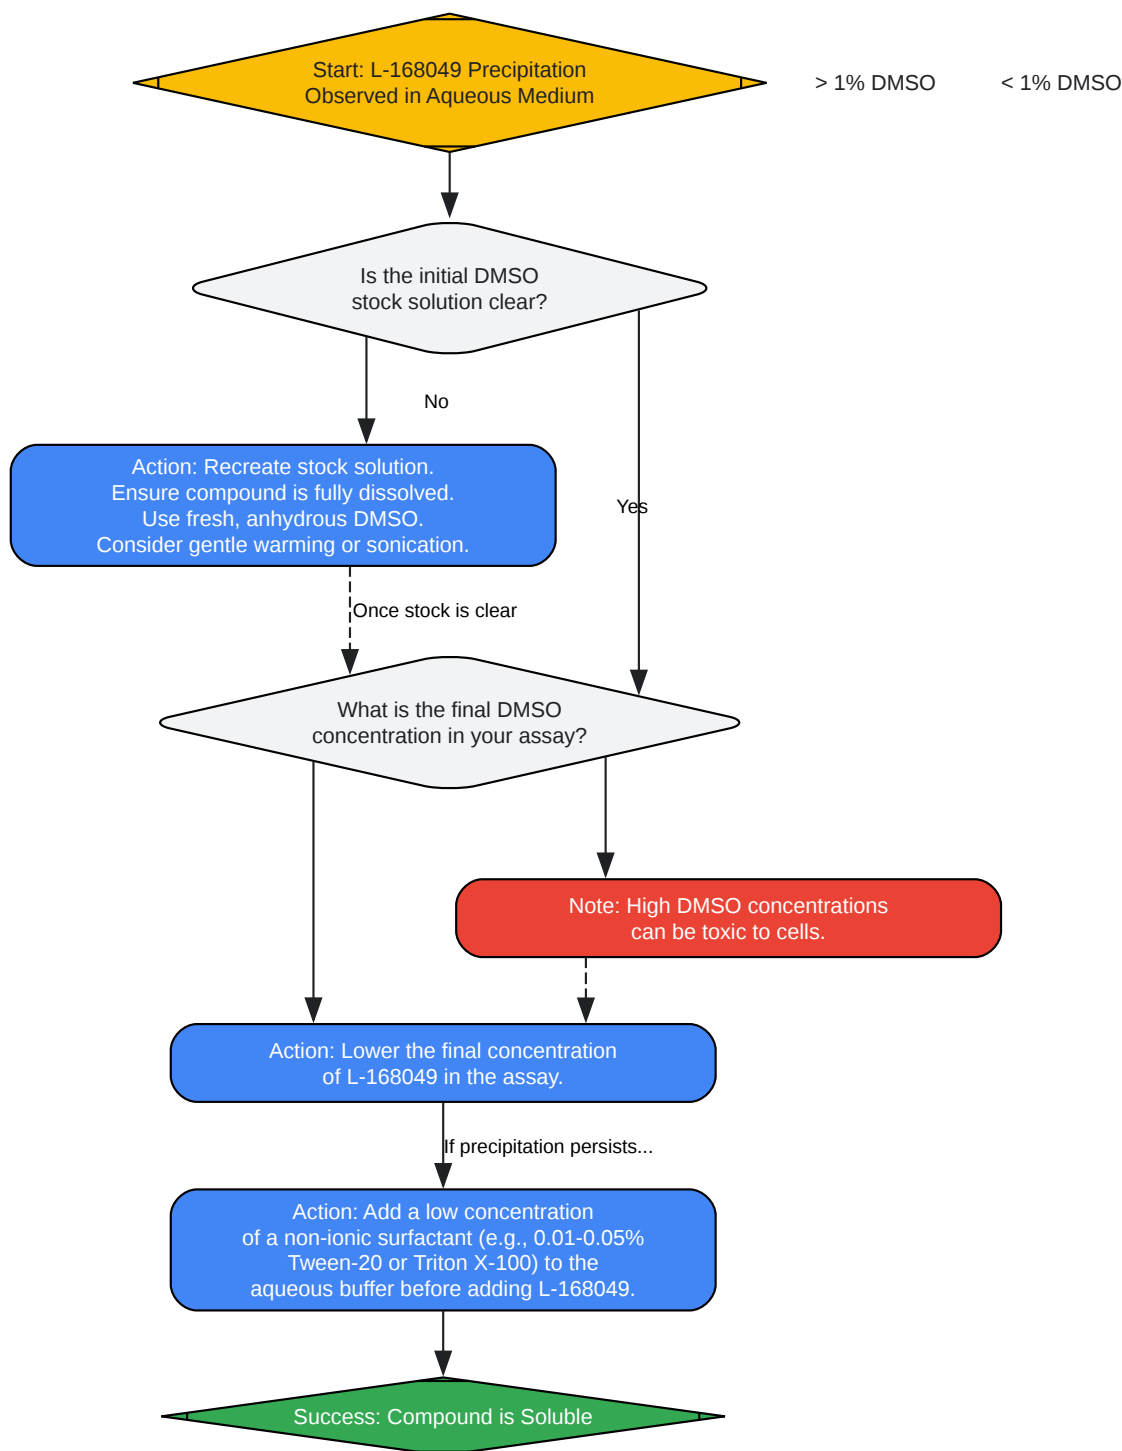 Start: L-168049 Precipitation
Observed in Aqueous Medium
> 1% DMSO
< 1% DMSO
Is the initial DMSO
stock solution clear?
No
Action: Recreate stock solution.
Ensure compound is fully dissolved.
Use fresh, anhydrous DMSO.
Consider gentle warming or sonication.
Yes
Once stock is clear
What is the final DMSO
concentration in your assay?
Note: High DMSO concentrations
can be toxic to cells.
Action: Lower the final concentration
of L-168049 in the assay.
If precipitation persists...
Action: Add a low concentration
of a non-ionic surfactant (e.g., 0.01-0.05%
Tween-20 or Triton X-100) to the
aqueous buffer before adding L-168049.
Success: Compound is Soluble